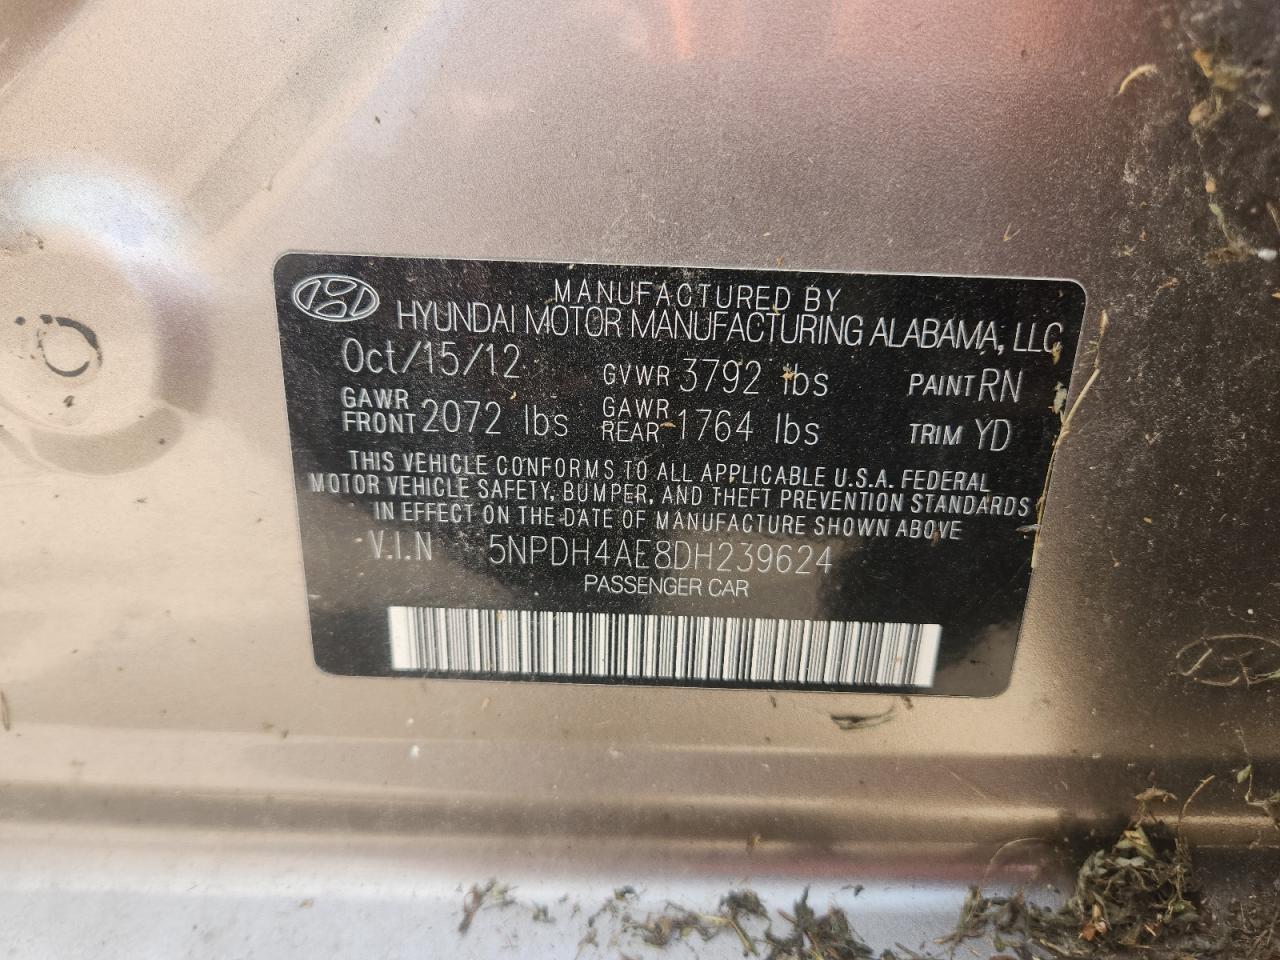 MANUFACTURED BY
HYUNDAI MOTOR MANUFACTURING ALABAMA, LLC
Oct/15/12 GVWR 3792 lbs PAINT RN
GAWR FRONT 2072 lbs GAWR REAR 1764 lbs TRIM YD
THIS VEHICLE CONFORMS TO ALL APPLICABLE U.S.A. FEDERAL
MOTOR VEHICLE SAFETY, BUMPER, AND THEFT PREVENTION STANDARDS
IN EFFECT ON THE DATE OF MANUFACTURE SHOWN ABOVE
V.I.N 5NPDH4AE8DH239624
PASSENGER CAR